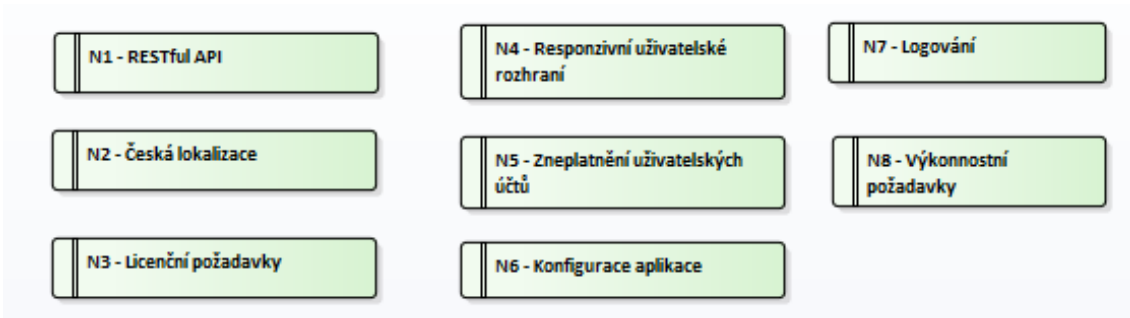 N1 - RESTful API
N2 - Česká lokalizace
N3 - Licenční požadavky
N4 - Responzivní uživatelské
rozhraní
N5 - Zneplatnění uživatelských
účtů
N6 - Konfigurace aplikace
N7 - Logování
N8 - Výkonnostní
požadavky